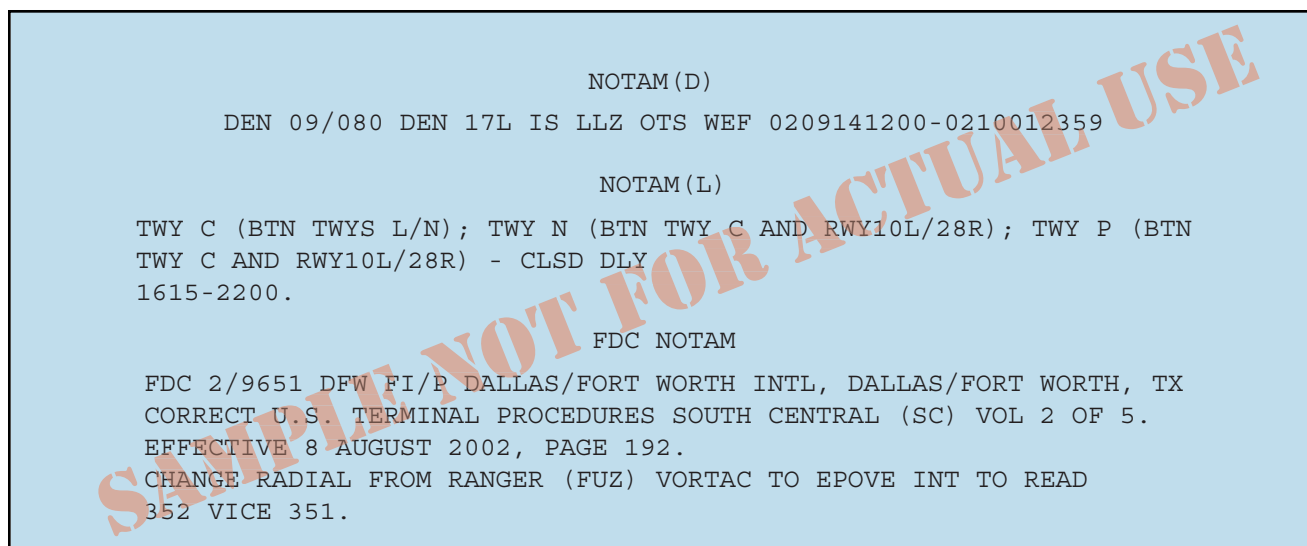 NOTAM(D)
DEN 09/080 DEN 17L IS LLZ OTS WEF 0209141200-0210012359
NOTAM(L)
TWY C (BTN TWYS L/N); TWY N (BTN TWY C AND RWY10L/28R); TWY P (BTN
TWY C AND RWY10L/28R) - CLSD DLY
1615-2200.
FDC NOTAM
FDC 2/9651 DFW FI/P DALLAS/FORT WORTH INTL, DALLAS/FORT WORTH, TX
CORRECT U.S. TERMINAL PROCEDURES SOUTH CENTRAL (SC) VOL 2 OF 5.
EFFECTIVE 8 AUGUST 2002, PAGE 192.
CHANGE RADIAL FROM RANGER (FUZ) VORTAC TO EPOVE INT TO READ
352 VICE 351.
SAMPLE NOT FOR ACTUAL USE